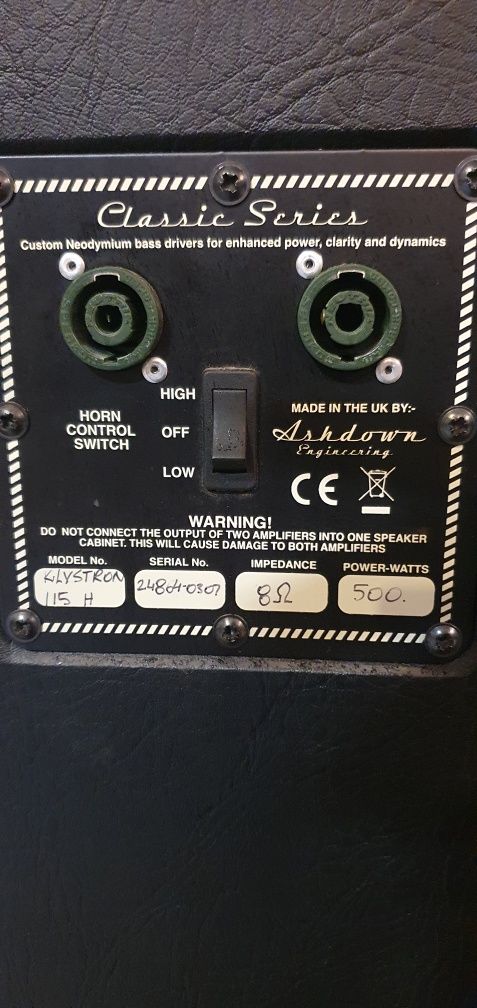 Classic Series
Custom Neodymium bass drivers for enhanced power, clarity and dynamics
HIGH
HORN
CONTROL
SWITCH
OFF
LOW
MADE IN THE UK BY:-
Ashdown
Engineering
CE
WARNING!
DO NOT CONNECT THE OUTPUT OF TWO AMPLIFIERS INTO ONE SPEAKER
CABINET. THIS WILL CAUSE DAMAGE TO BOTH AMPLIFIERS
MODEL No.
KLYSTRON
115 H
SERIAL No.
IMPEDANCE
8Ω
POWER-WATTS
500.